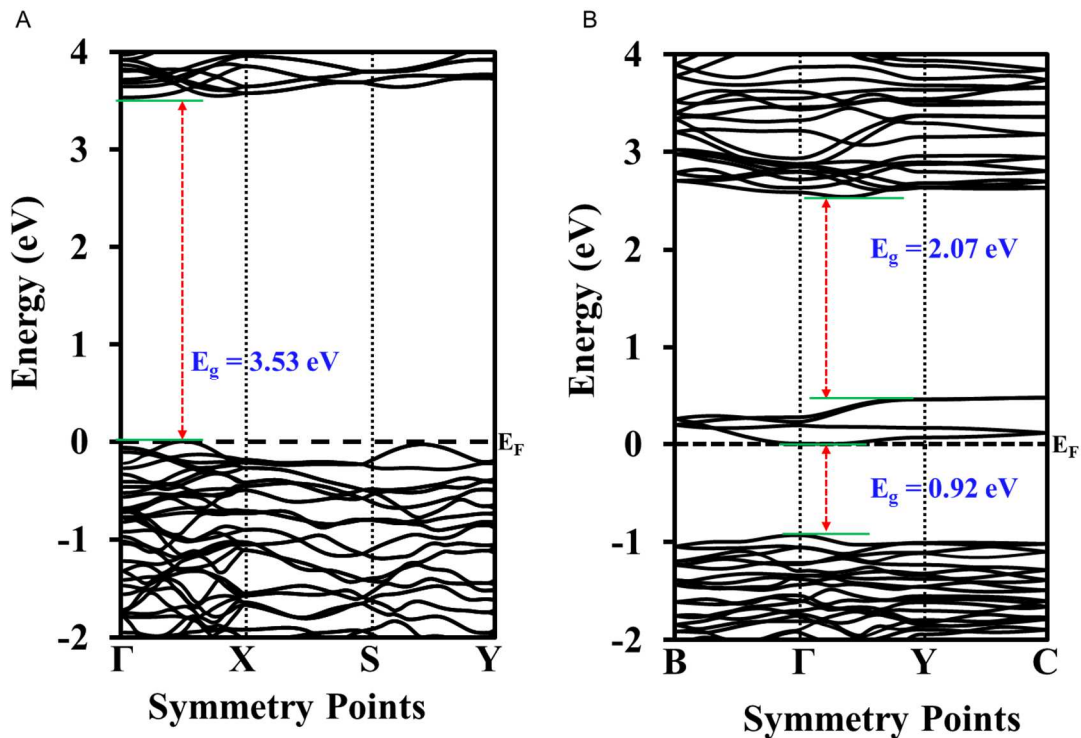 A
4
3
2
1
0
-1
-2
Energy (eV)
E_g = 3.53 eV
E_F
Γ X S Y
Symmetry Points
B
4
3
2
1
0
-1
-2
Energy (eV)
E_g = 2.07 eV
E_F
E_g = 0.92 eV
B Γ Y C
Symmetry Points